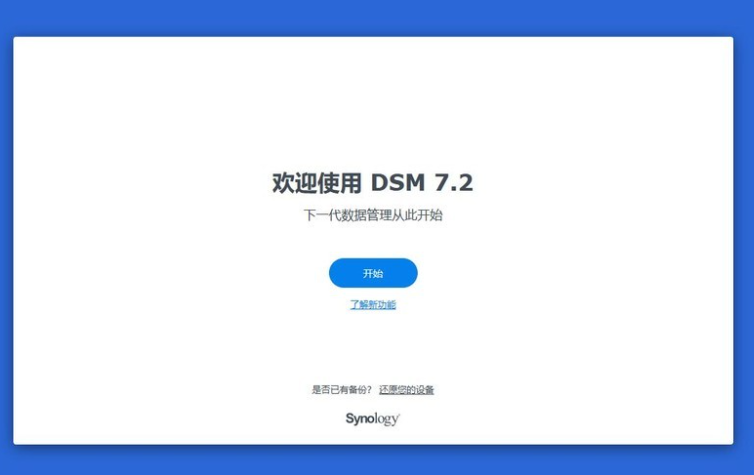 欢迎使用 DSM 7.2
下一代数据管理从此开始
开始
了解新功能
是否已有备份? 还原您的设备
Synology